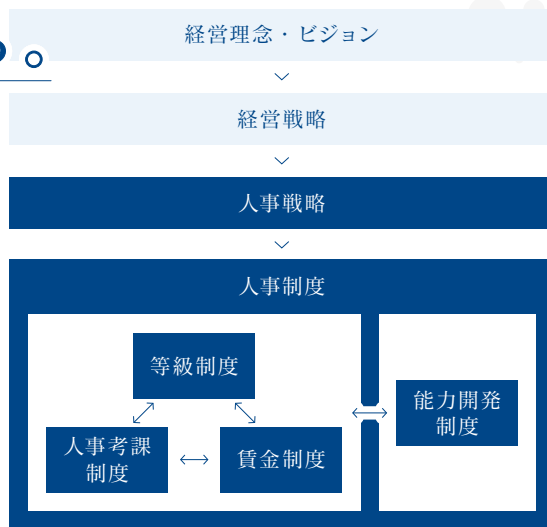 経営理念・ビジョン
経営戦略
人事戦略
人事制度
等級制度
人事考課
制度
賃金制度
能力開発
制度